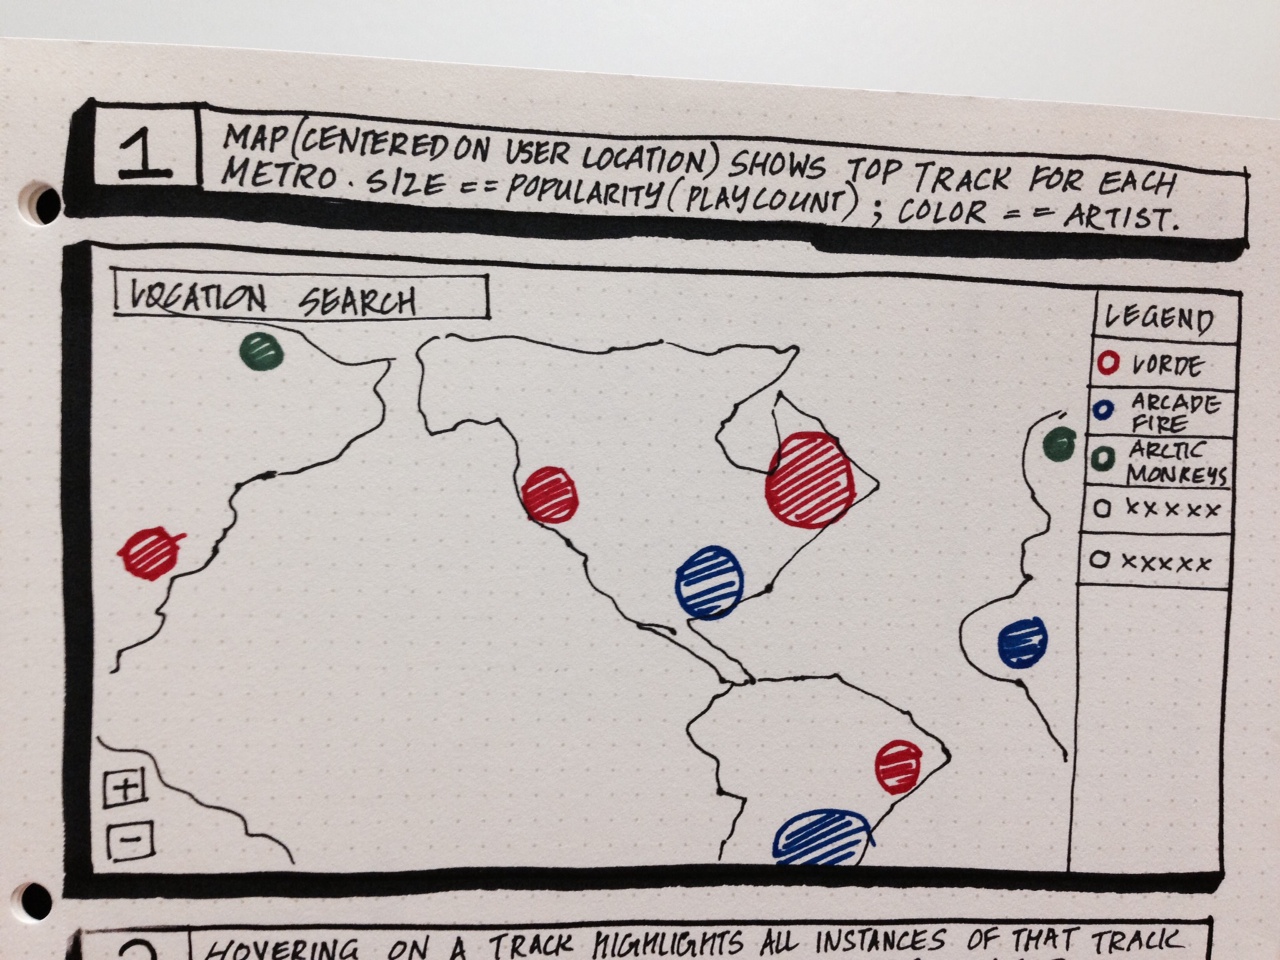 1
MAP (CENTERED ON USER LOCATION) SHOWS TOP TRACK FOR EACH
METRO. SIZE == POPULARITY (PLAYCOUNT) ; COLOR == ARTIST.
LOCATION SEARCH
LEGEND
LORDE
ARCADE
FIRE
ARCTIC
MONKEYS
XXXXX
XXXXX
+
-
2
HOVERING ON A TRACK HIGHLIGHTS ALL INSTANCES OF THAT TRACK